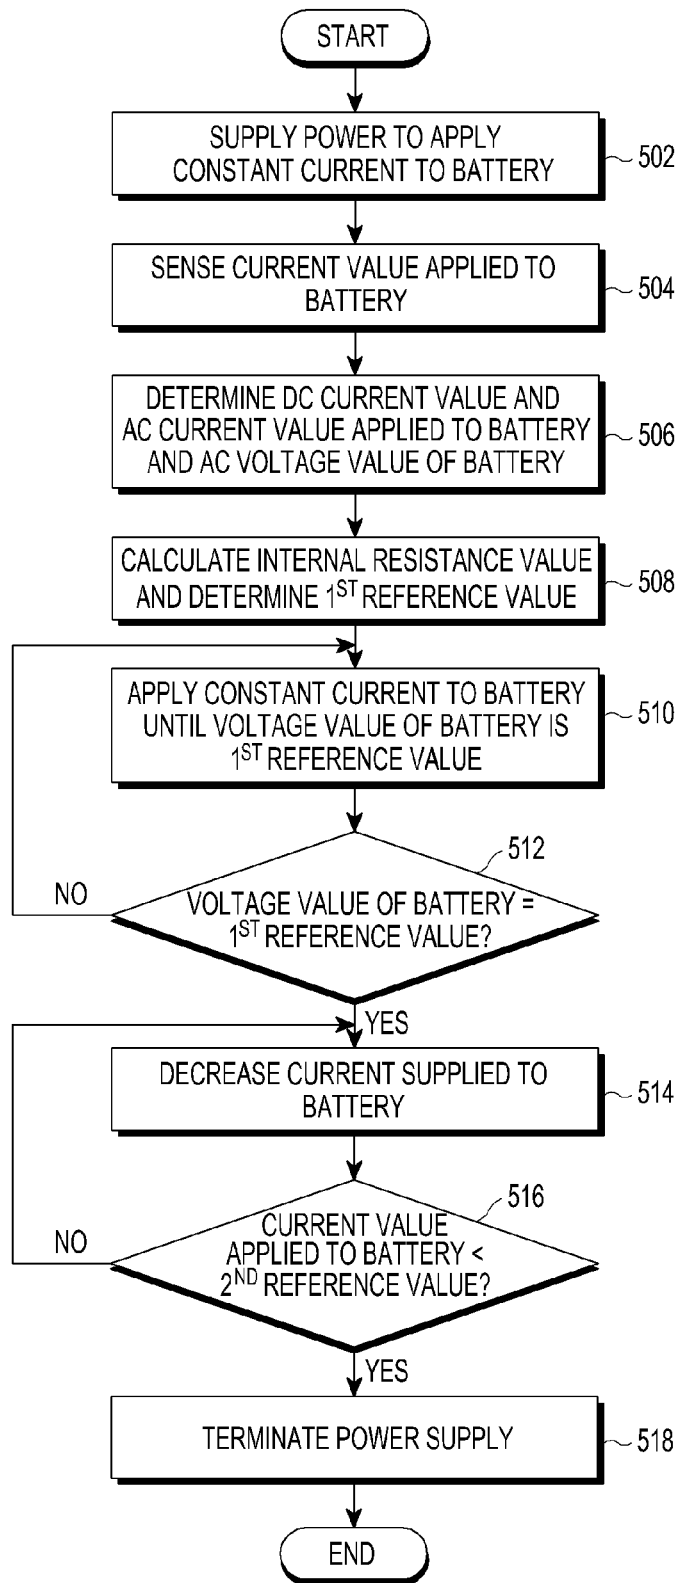 START
SUPPLY POWER TO APPLY
CONSTANT CURRENT TO BATTERY
502
SENSE CURRENT VALUE APPLIED TO
BATTERY
504
DETERMINE DC CURRENT VALUE AND
AC CURRENT VALUE APPLIED TO BATTERY
AND AC VOLTAGE VALUE OF BATTERY
506
CALCULATE INTERNAL RESISTANCE VALUE
AND DETERMINE 1ST REFERENCE VALUE
508
APPLY CONSTANT CURRENT TO BATTERY
UNTIL VOLTAGE VALUE OF BATTERY IS
1ST REFERENCE VALUE
510
512
NO
VOLTAGE VALUE OF BATTERY =
1ST REFERENCE VALUE?
YES
DECREASE CURRENT SUPPLIED TO
BATTERY
514
516
NO
CURRENT VALUE
APPLIED TO BATTERY <
2ND REFERENCE VALUE?
YES
TERMINATE POWER SUPPLY
518
END